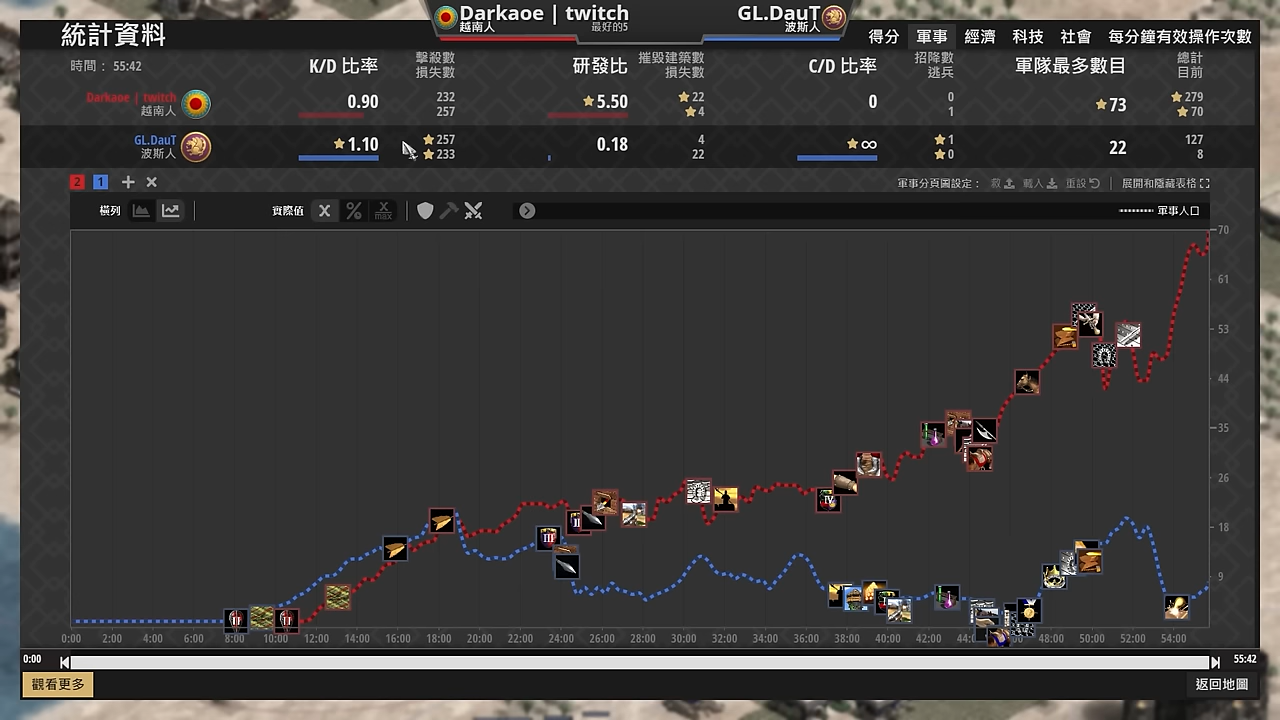 Darkaoe | twitch
越南人
最好的5
GL.DauT
波斯人
統計資料
得分 軍事 經濟 科技 社會 每分鐘有效操作次數
時間： 55:42
K/D 比率
擊殺數
損失數
研發比
摧毀建築數
損失數
C/D 比率
招降數
逃兵
軍隊最多數目
總計
目前
Darkaoe | twitch
越南人
0.90
232
257
5.50
22
4
0
0
1
73
279
70
GL.DauT
波斯人
1.10
257
233
0.18
4
22
∞
1
0
22
127
8
2 1
軍事分頁圖設定： 載入 重設 展開和隱藏表格
橫列 實際值 X % X max 軍事人口
70
61
53
44
35
26
18
9
0:00 2:00 4:00 6:00 8:00 10:00 12:00 14:00 16:00 18:00 20:00 22:00 24:00 26:00 28:00 30:00 32:00 34:00 36:00 38:00 40:00 42:00 48:00 50:00 52:00 54:00
0:00 55:42
觀看更多 返回地圖